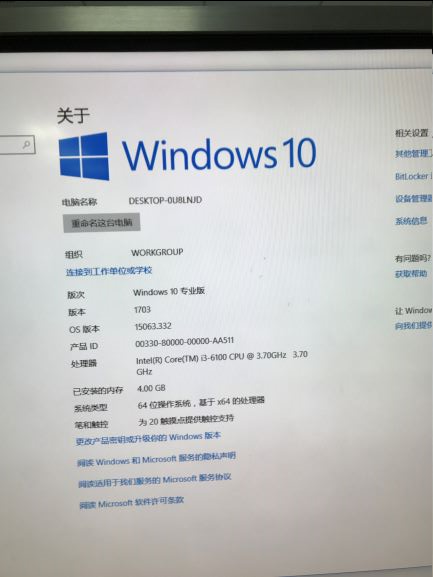 关于
Windows 10
相关设置
其他管理工
BitLocker
设备管理器
系统信息
电脑名称 DESKTOP-0U8LNJD
重命名这台电脑
组织 WORKGROUP
连接到工作单位或学校
有问题吗?
获取帮助
版次 Windows 10 专业版
版本 1703
OS 版本 15063.332
产品 ID 00330-80000-00000-AA511
处理器 Intel(R) Core(TM) i3-6100 CPU @ 3.70GHz 3.70
GHz
让 Window
向我们提供
已安装的内存 4.00 GB
系统类型 64 位操作系统，基于 x64 的处理器
笔和触控 为 20 触摸点提供触控支持
更改产品密钥或升级你的 Windows 版本
阅读 Windows 和 Microsoft 服务的隐私声明
阅读适用于我们服务的 Microsoft 服务协议
阅读 Microsoft 软件许可条款